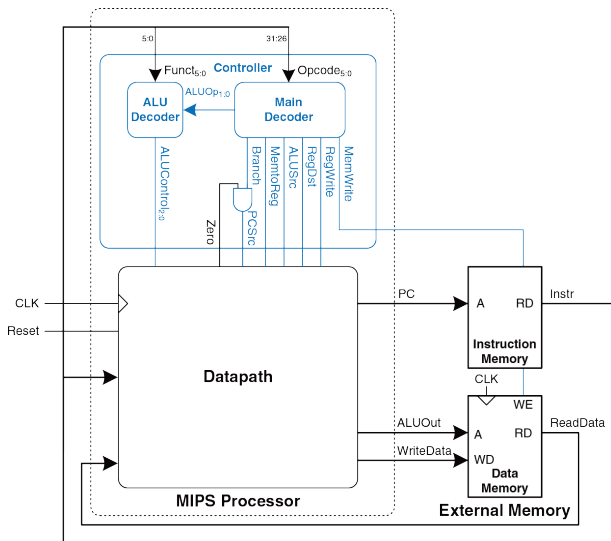 5:0
31:26
Funct5:0
Controller
Opcode5:0
ALU
Decoder
ALUOp1:0
Main
Decoder
ALUControl2:0
Zero
Branch
PCSrc
MemtoReg
ALUSrc
RegDst
RegWrite
MemWrite
CLK
Reset
Datapath
MIPS Processor
PC
A
RD
Instr
Instruction
Memory
CLK
WE
ALUOut
A
RD
ReadData
WriteData
WD
Data
Memory
External Memory